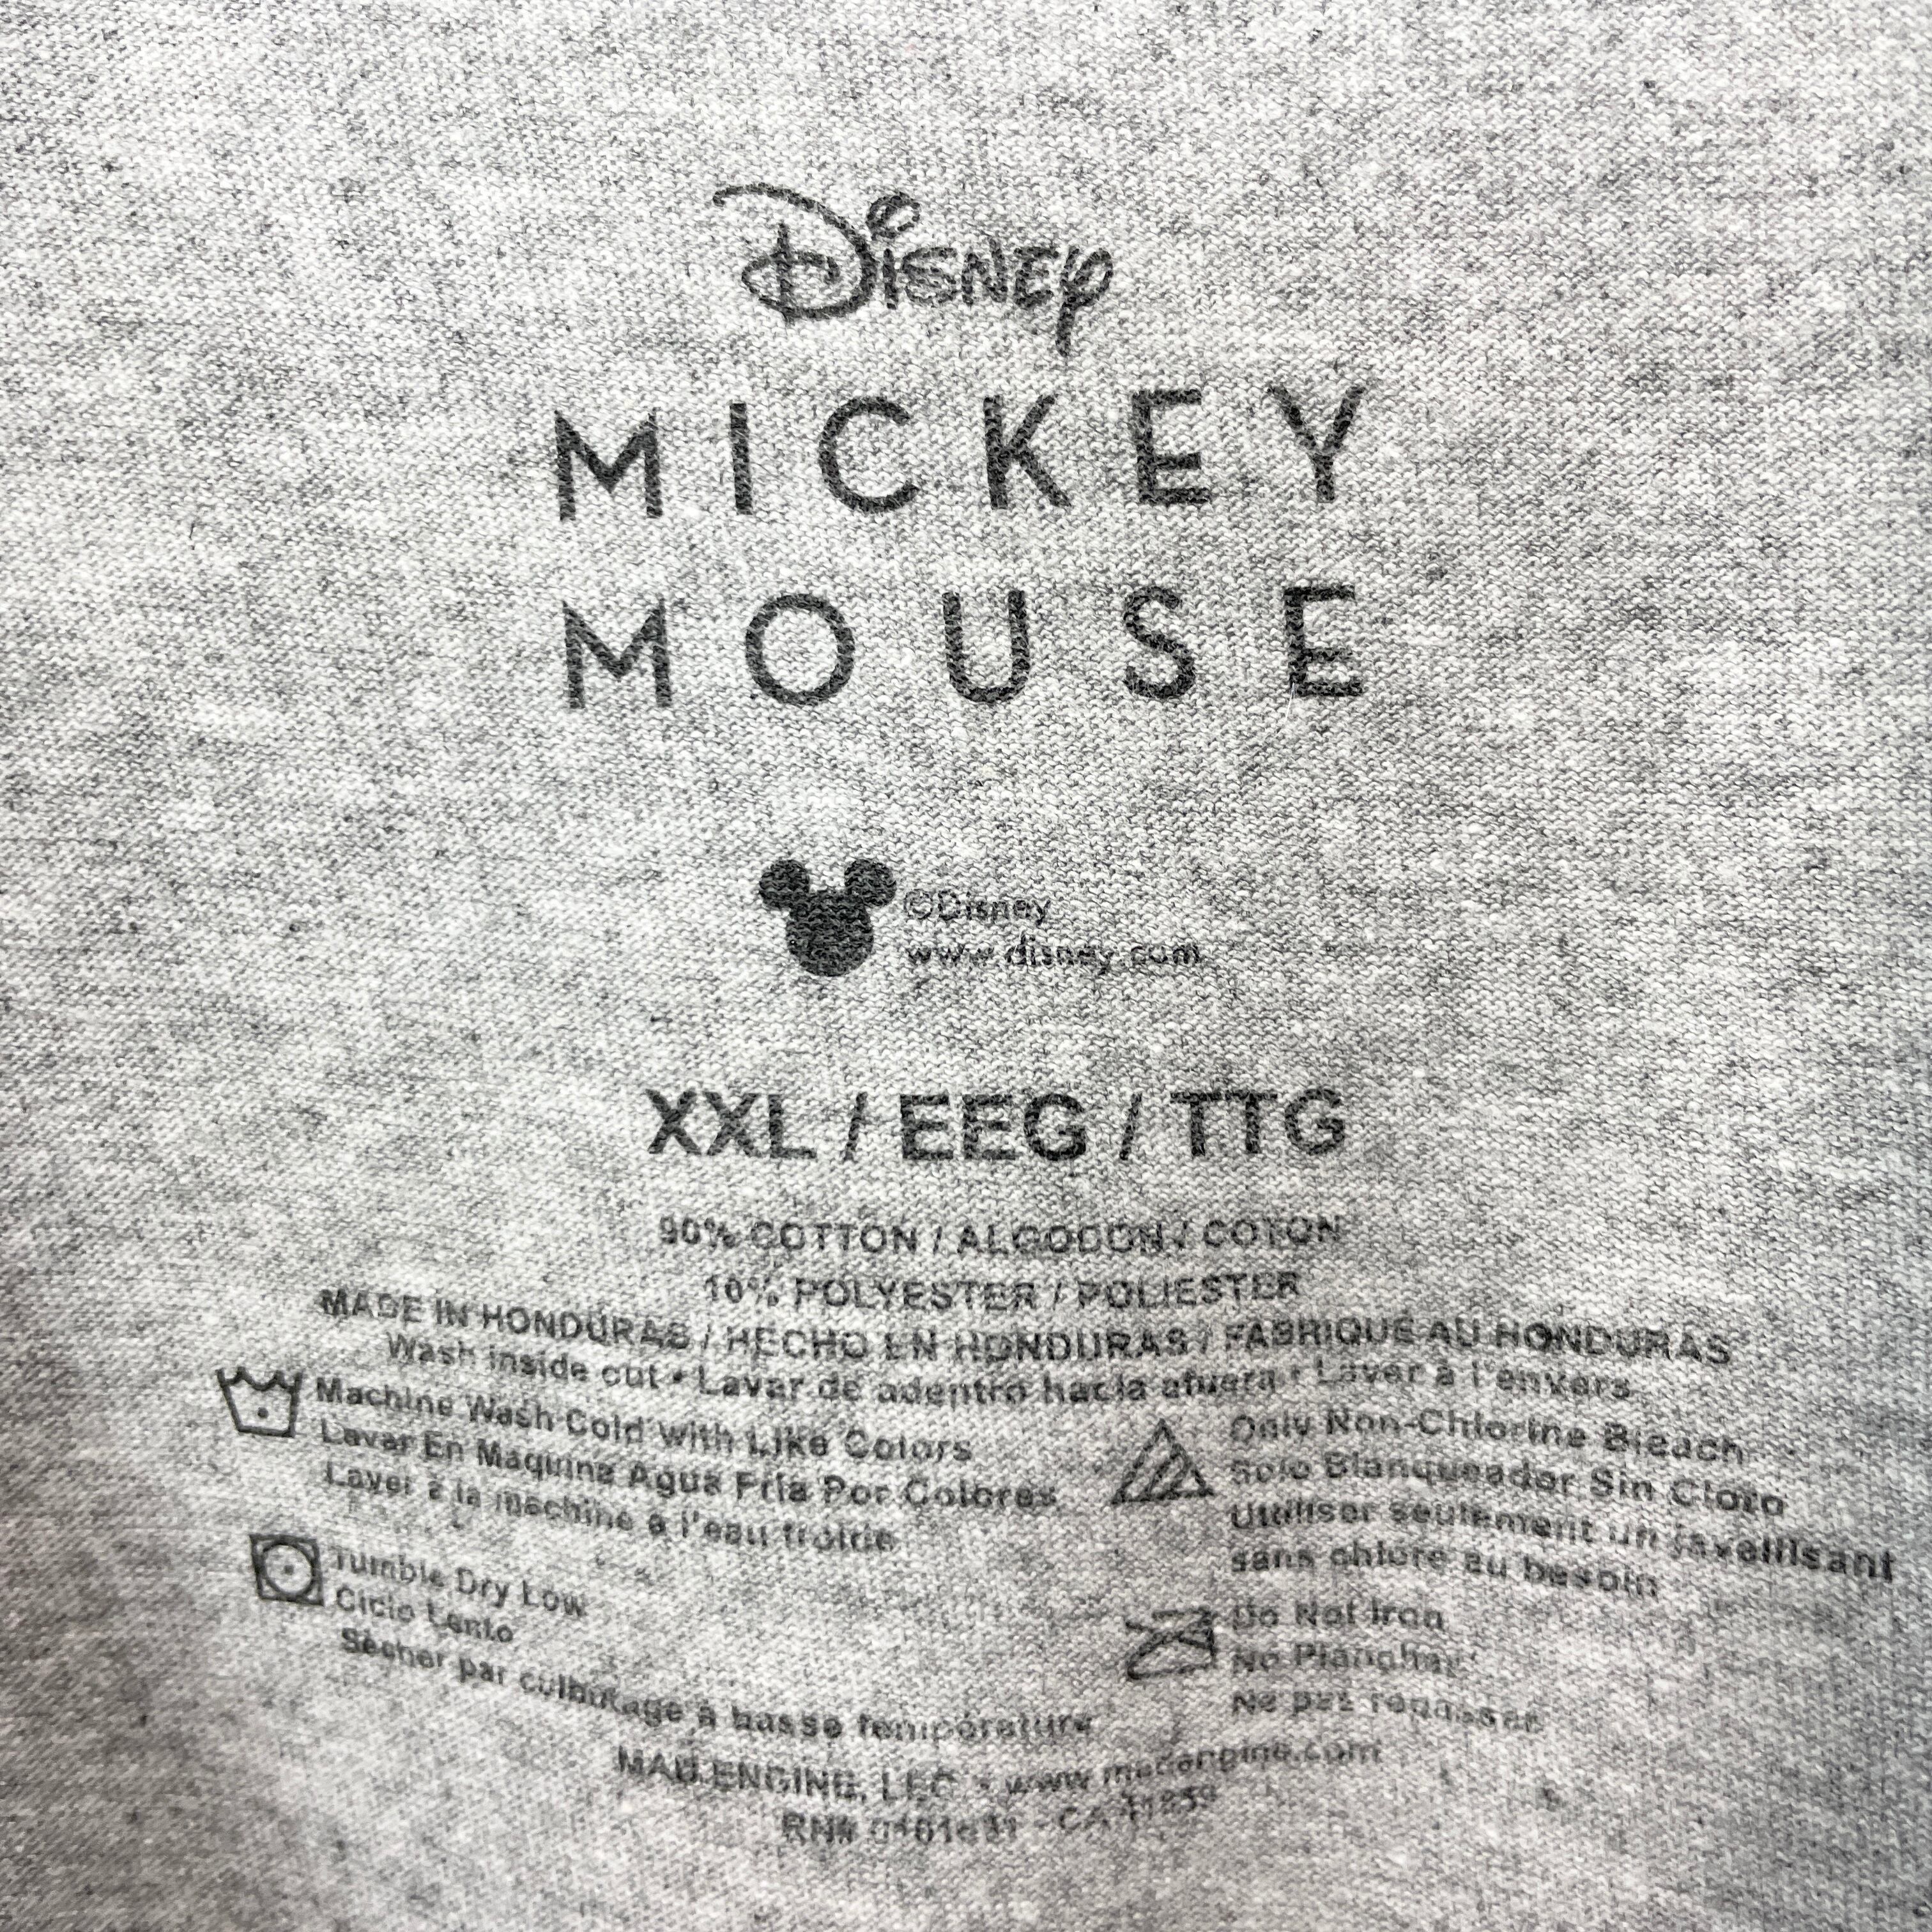 Disney
MICKEY
MOUSE
©Disney
www.disney.com
XXL / EEG / TTG
90% COTTON / ALGODON / COTON
10% POLYESTER / POLIESTER
MADE IN HONDURAS / HECHO EN HONDURAS / FABRIQUE AU HONDURAS
Wash inside out • Lavar de adentro hacia afuera • Laver à l'envers
Machine Wash Cold with Like Colors
Lavar En Maquina Agua Fria Por Colores
Laver à la machine à l'eau froide
Only Non-Chlorine Bleach
Solo Blanqueador Sin Cloro
Utiliser seulement un javellisant
sans chlore au besoin
Tumble Dry Low
Ciclo Lento
Sècher par culbutage à basse température
Do Not Iron
No Planchar
Ne pas repasser
MAD ENGINE, LLC • www.madengine.com
RN# - CA 11859